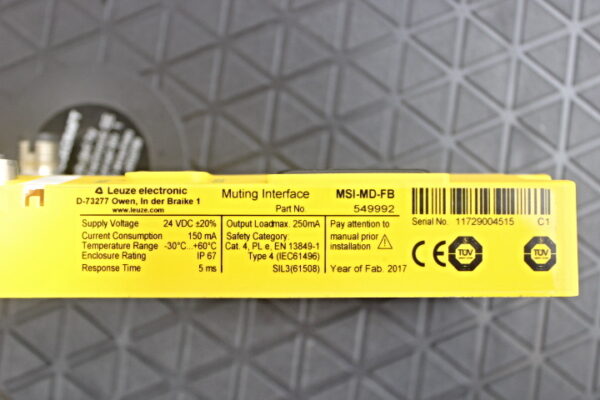 Leuze electronic
D-73277 Owen, In der Braike 1
www.leuze.com
Muting Interface MSI-MD-FB
Part No. 549992
Serial No. 11729004515 C1
Supply Voltage 24 VDC ±20%
Current Consumption 150 mA
Temperature Range -30°C...+60°C
Enclosure Rating IP 67
Response Time 5 ms
Output Loadmax. 250mA
Safety Category
Cat. 4, PL e, EN 13849-1
Type 4 (IEC61496)
SIL3(61508)
Pay attention to
manual prior
installation
Year of Fab. 2017
CE TÜV TÜV